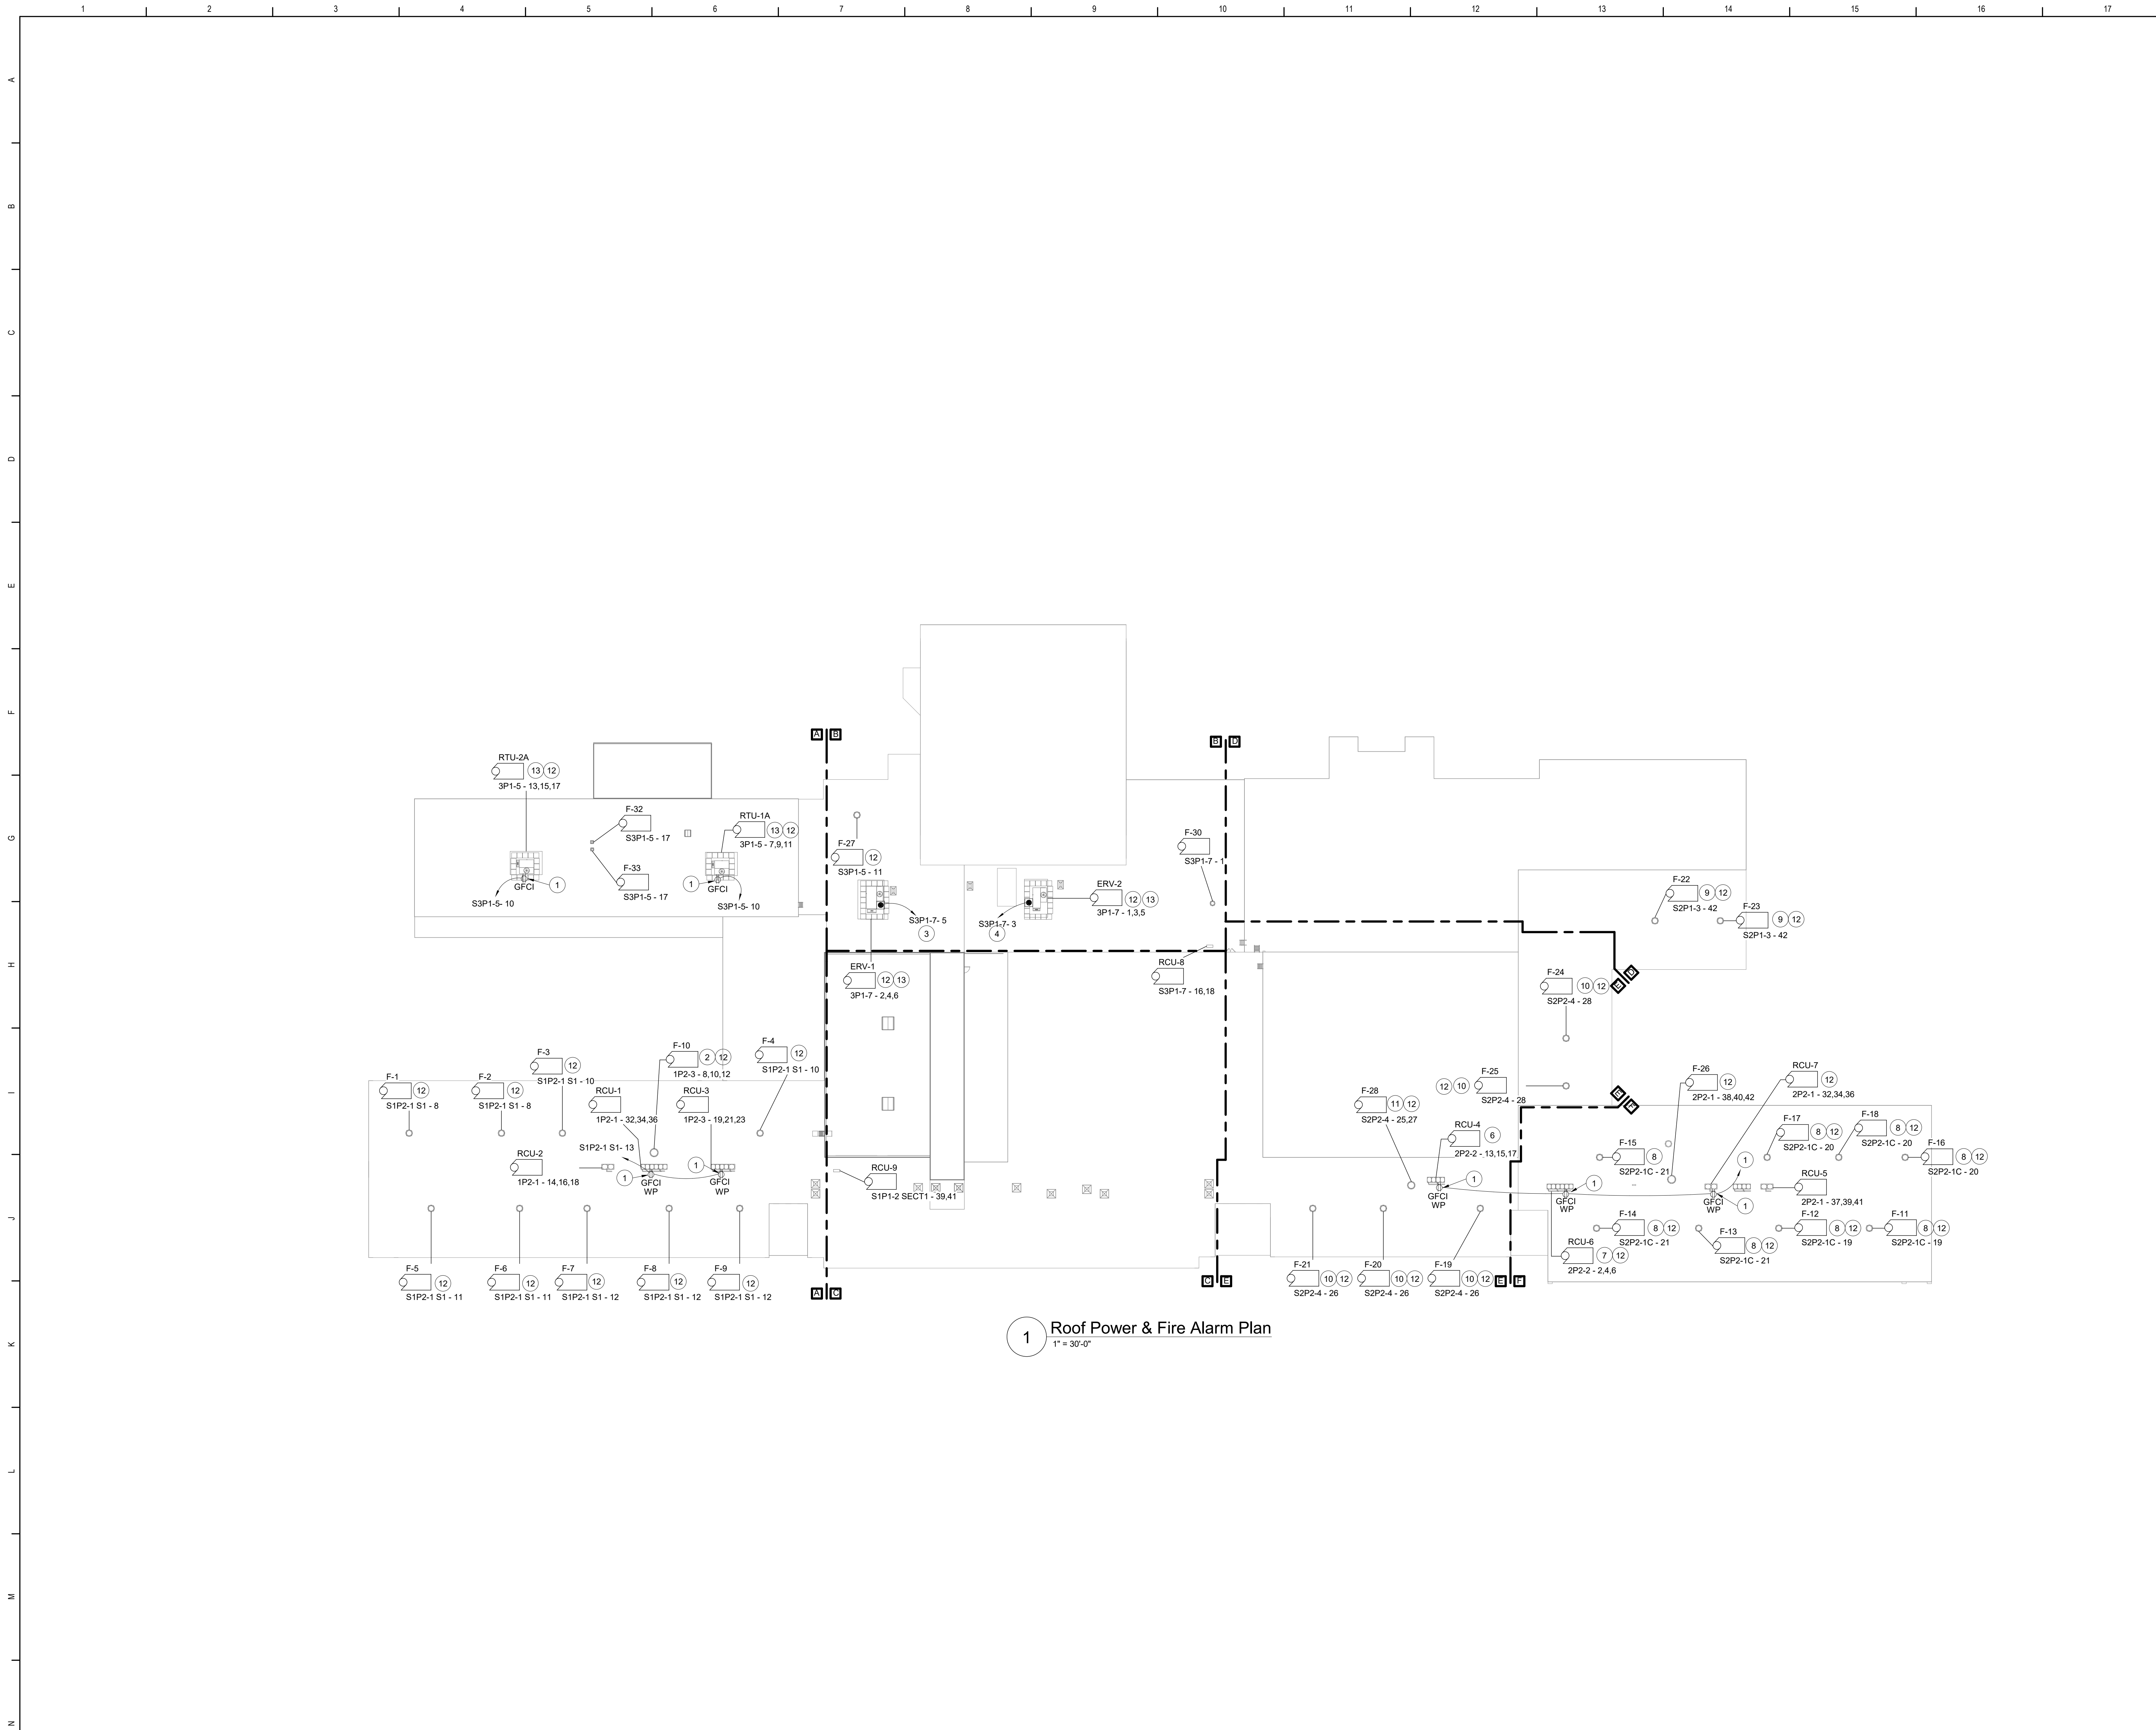 1 2 3 4 5 6 7 8 9 10 11 12 13 14 15 16 17
A
B
C
D
E
F
G
H
I
J
K
L
M
N
A B
B D
RTU-2A
13 12
3P1-5 - 13,15,17
F-32
S3P1-5 - 17
F-33
S3P1-5 - 17
RTU-1A
13 12
3P1-5 - 7,9,11
GFCI
1
S3P1-5- 10
1
GFCI
S3P1-5- 10
F-27
12
S3P1-5 - 11
S3P1-7- 5
3
S3P1-7- 3
4
ERV-2
12 13
3P1-7 - 1,3,5
F-30
S3P1-7 - 1
F-22
9 12
S2P1-3 - 42
F-23
9 12
S2P1-3 - 42
ERV-1
12 13
3P1-7 - 2,4,6
RCU-8
S3P1-7 - 16,18
F-24
10 12
S2P2-4 - 28
D
F-1
12
S1P2-1 S1 - 8
F-2
12
S1P2-1 S1 - 8
F-3
12
S1P2-1 S1 - 10
RCU-1
1P2-1 - 32,34,36
F-10
2 12
1P2-3 - 8,10,12
RCU-3
1P2-3 - 19,21,23
F-4
12
S1P2-1 S1 - 10
S1P2-1 S1- 13
RCU-2
1P2-1 - 14,16,18
1
GFCI
WP
1
GFCI
WP
RCU-9
S1P1-2 SECT1 - 39,41
F-28
11 12
S2P2-4 - 25,27
12 10
F-25
S2P2-4 - 28
RCU-4
6
2P2-2 - 13,15,17
1
GFCI
WP
F-26
12
2P2-1 - 38,40,42
RCU-7
12
2P2-1 - 32,34,36
F-17
8 12
S2P2-1C - 20
F-18
8 12
S2P2-1C - 20
F-16
8 12
S2P2-1C - 20
F-15
8
S2P2-1C - 21
1
1
GFCI
WP
GFCI
WP
1
RCU-5
2P2-1 - 37,39,41
F-14
8 12
S2P2-1C - 21
F-13
8 12
S2P2-1C - 21
F-12
8 12
S2P2-1C - 19
F-11
8 12
S2P2-1C - 19
RCU-6
7 12
2P2-2 - 2,4,6
F-5
12
S1P2-1 S1 - 11
F-6
12
S1P2-1 S1 - 11
F-7
12
S1P2-1 S1 - 12
F-8
12
S1P2-1 S1 - 12
F-9
12
S1P2-1 S1 - 12
A C
C E
F-21
10 12
S2P2-4 - 26
F-20
10 12
S2P2-4 - 26
F-19
10 12
S2P2-4 - 26
E F
1
Roof Power & Fire Alarm Plan
1" = 30'-0"